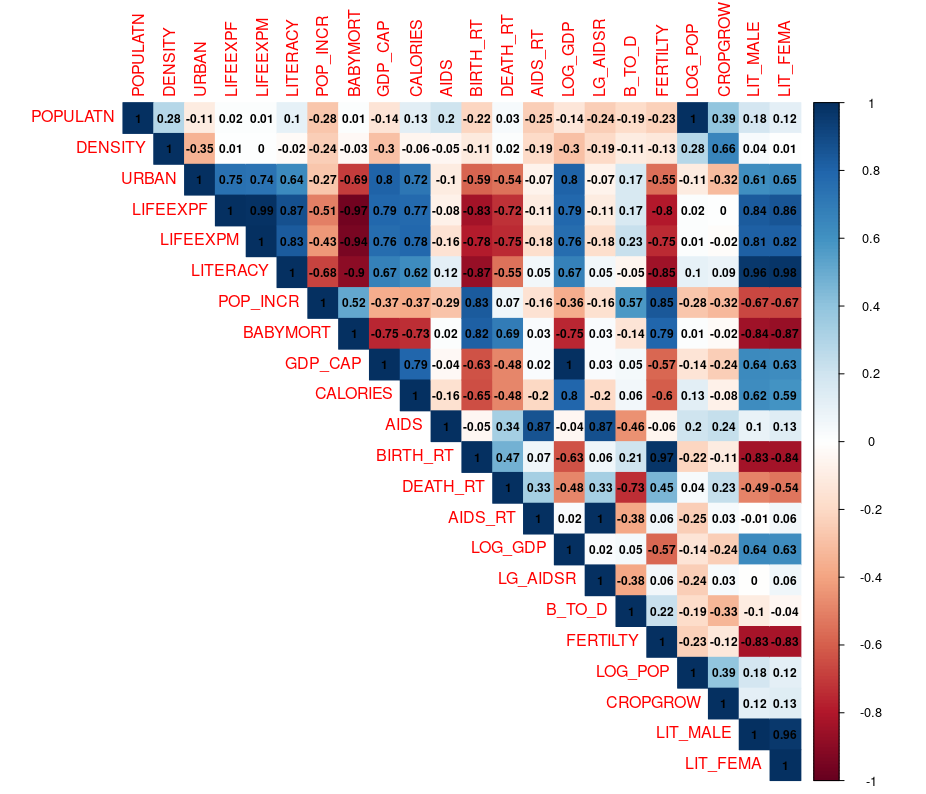 POPULATN DENSITY URBAN LIFEEXPF LIFEEXPM LITERACY POP_INCR BABYMORT GDP_CAP CALORIES AIDS BIRTH_RT DEATH_RT AIDS_RT LOG_GDP LG_AIDSR B_TO_D FERTILTY LOG_POP CROPGROW LIT_MALE LIT_FEMA
POPULATN 1 0.28 -0.11 0.02 0.01 0.1 -0.28 0.01 -0.14 0.13 0.2 -0.22 0.03 -0.25 -0.14 -0.24 -0.19 -0.23 1 0.39 0.18 0.12
DENSITY 1 -0.35 0.01 0 -0.02 -0.24 -0.03 -0.3 -0.06 -0.05 -0.11 0.02 -0.19 -0.3 -0.19 -0.11 -0.13 0.28 0.66 0.04 0.01
URBAN 1 0.75 0.74 0.64 -0.27 -0.69 0.8 0.72 -0.1 -0.59 -0.54 -0.07 0.8 -0.07 0.17 -0.55 -0.11 -0.32 0.61 0.65
LIFEEXPF 1 0.99 0.87 -0.51 -0.97 0.79 0.77 -0.08 -0.83 -0.72 -0.11 0.79 -0.11 0.17 -0.8 0.02 0 0.84 0.86
LIFEEXPM 1 0.83 -0.43 -0.94 0.76 0.78 -0.16 -0.78 -0.75 -0.18 0.76 -0.18 0.23 -0.75 0.01 -0.02 0.81 0.82
LITERACY 1 -0.68 -0.9 0.67 0.62 0.12 -0.87 -0.55 0.05 0.67 0.05 -0.05 -0.85 0.1 0.09 0.96 0.98
POP_INCR 1 0.52 -0.37 -0.37 -0.29 0.83 0.07 -0.16 -0.36 -0.16 0.57 0.85 -0.28 -0.32 -0.67 -0.67
BABYMORT 1 -0.75 -0.73 0.02 0.82 0.69 0.03 -0.75 0.03 -0.14 0.79 0.01 -0.02 -0.84 -0.87
GDP_CAP 1 0.79 -0.04 -0.63 -0.48 0.02 1 0.03 0.05 -0.57 -0.14 -0.24 0.64 0.63
CALORIES 1 -0.16 -0.65 -0.48 -0.2 0.8 -0.2 0.06 -0.6 0.13 -0.08 0.62 0.59
AIDS 1 -0.05 0.34 0.87 -0.04 0.87 -0.46 -0.06 0.2 0.24 0.1 0.13
BIRTH_RT 1 0.47 0.07 -0.63 0.06 0.21 0.97 -0.22 -0.11 -0.83 -0.84
DEATH_RT 1 0.33 -0.48 0.33 -0.73 0.45 0.04 0.23 -0.49 -0.54
AIDS_RT 1 0.02 1 -0.38 0.06 -0.25 0.03 -0.01 0.06
LOG_GDP 1 0.02 0.05 -0.57 -0.14 -0.24 0.64 0.63
LG_AIDSR 1 -0.38 0.06 -0.24 0.03 0 0.06
B_TO_D 1 0.22 -0.19 -0.33 -0.1 -0.04
FERTILTY 1 -0.23 -0.12 -0.83 -0.83
LOG_POP 1 0.39 0.18 0.12
CROPGROW 1 0.12 0.13
LIT_MALE 1 0.96
LIT_FEMA 1
1
0.8
0.6
0.4
0.2
0
-0.2
-0.4
-0.6
-0.8
-1